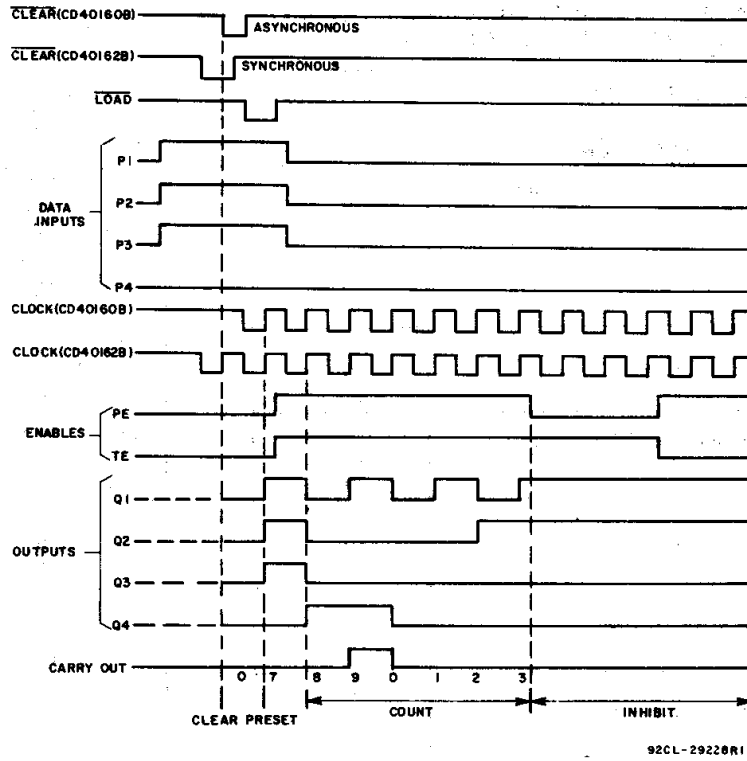 CLEAR(CD40160B)
ASYNCHRONOUS
CLEAR(CD40162B)
SYNCHRONOUS
LOAD
P1
P2
DATA INPUTS
P3
P4
CLOCK(CD40160B)
CLOCK(CD40162B)
PE
ENABLES
TE
Q1
Q2
OUTPUTS
Q3
Q4
CARRY OUT
0 7 8 9 0 1 2 3
CLEAR PRESET
COUNT
INHIBIT
92CL-29228R1